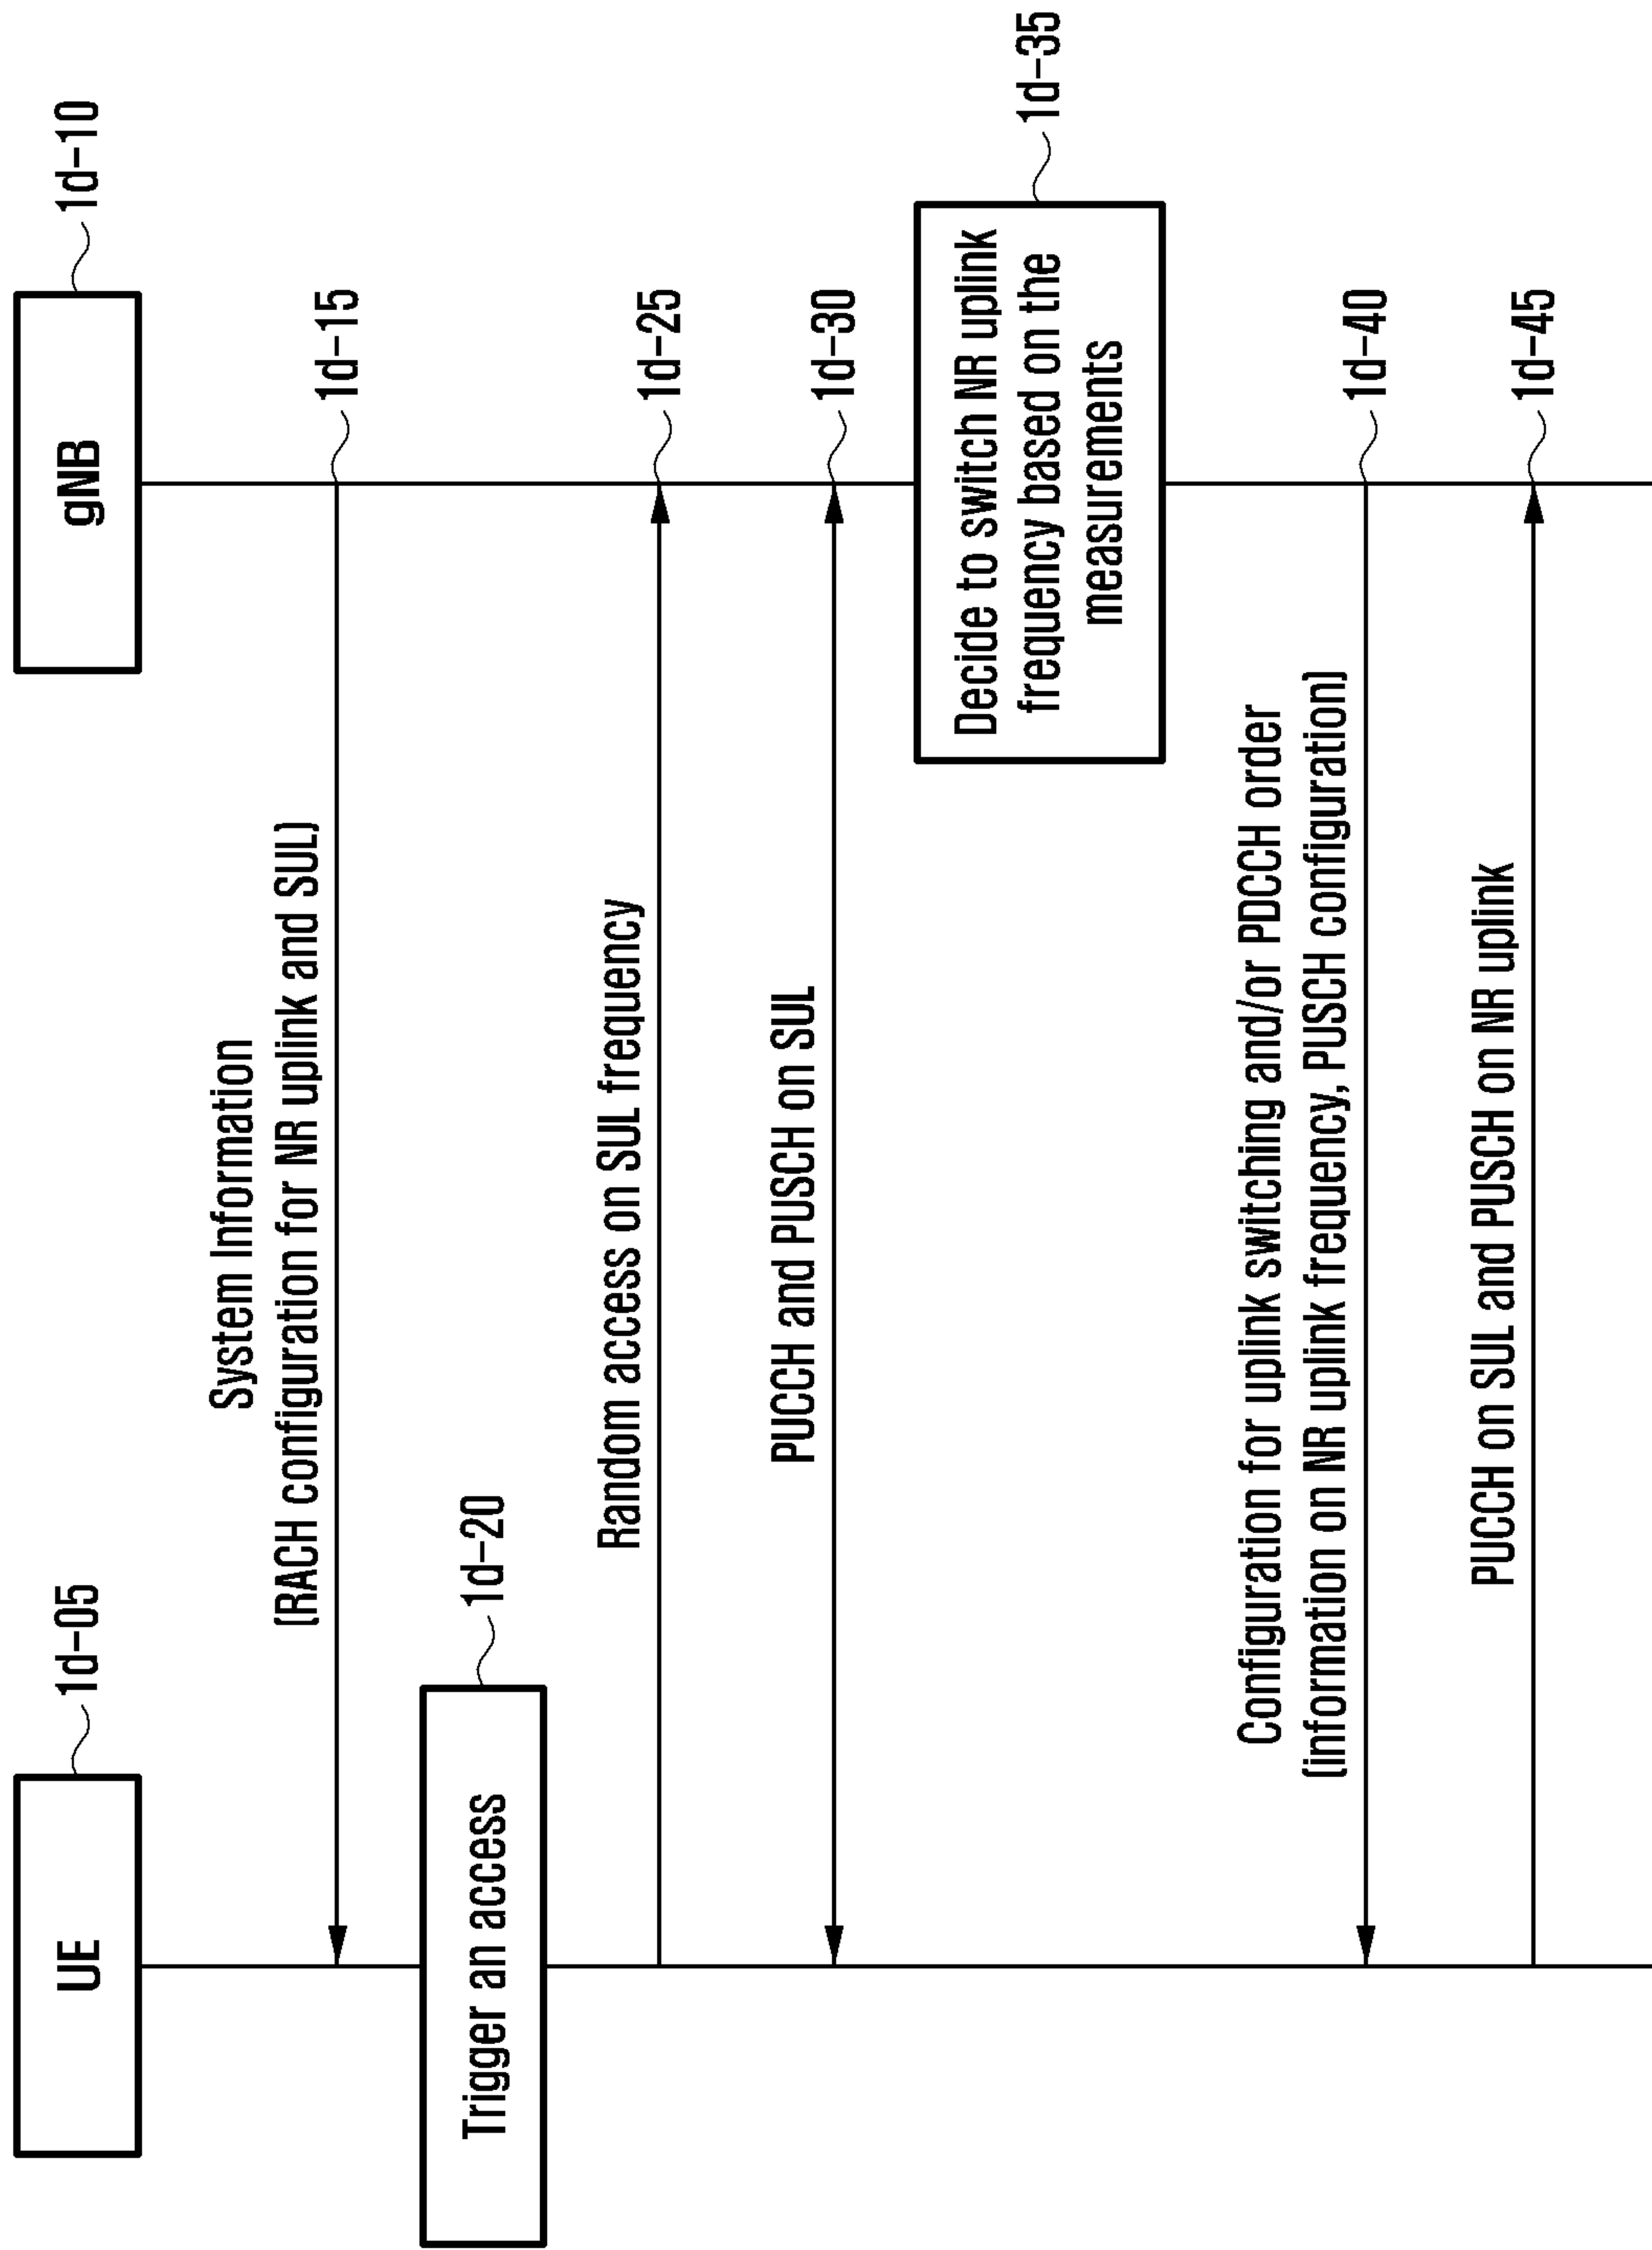 UE
1d-05
gNB
1d-10
System Information
(RACH configuration for NR uplink and SUL)
1d-15
Trigger an access
1d-20
Random access on SUL frequency
1d-25
PUCCH and PUSCH on SUL
1d-30
Decide to switch NR uplink
frequency based on the
measurements
1d-35
Configuration for uplink switching and/or PDCCH order
(information on NR uplink frequency, PUSCH configuration)
1d-40
PUCCH on SUL and PUSCH on NR uplink
1d-45